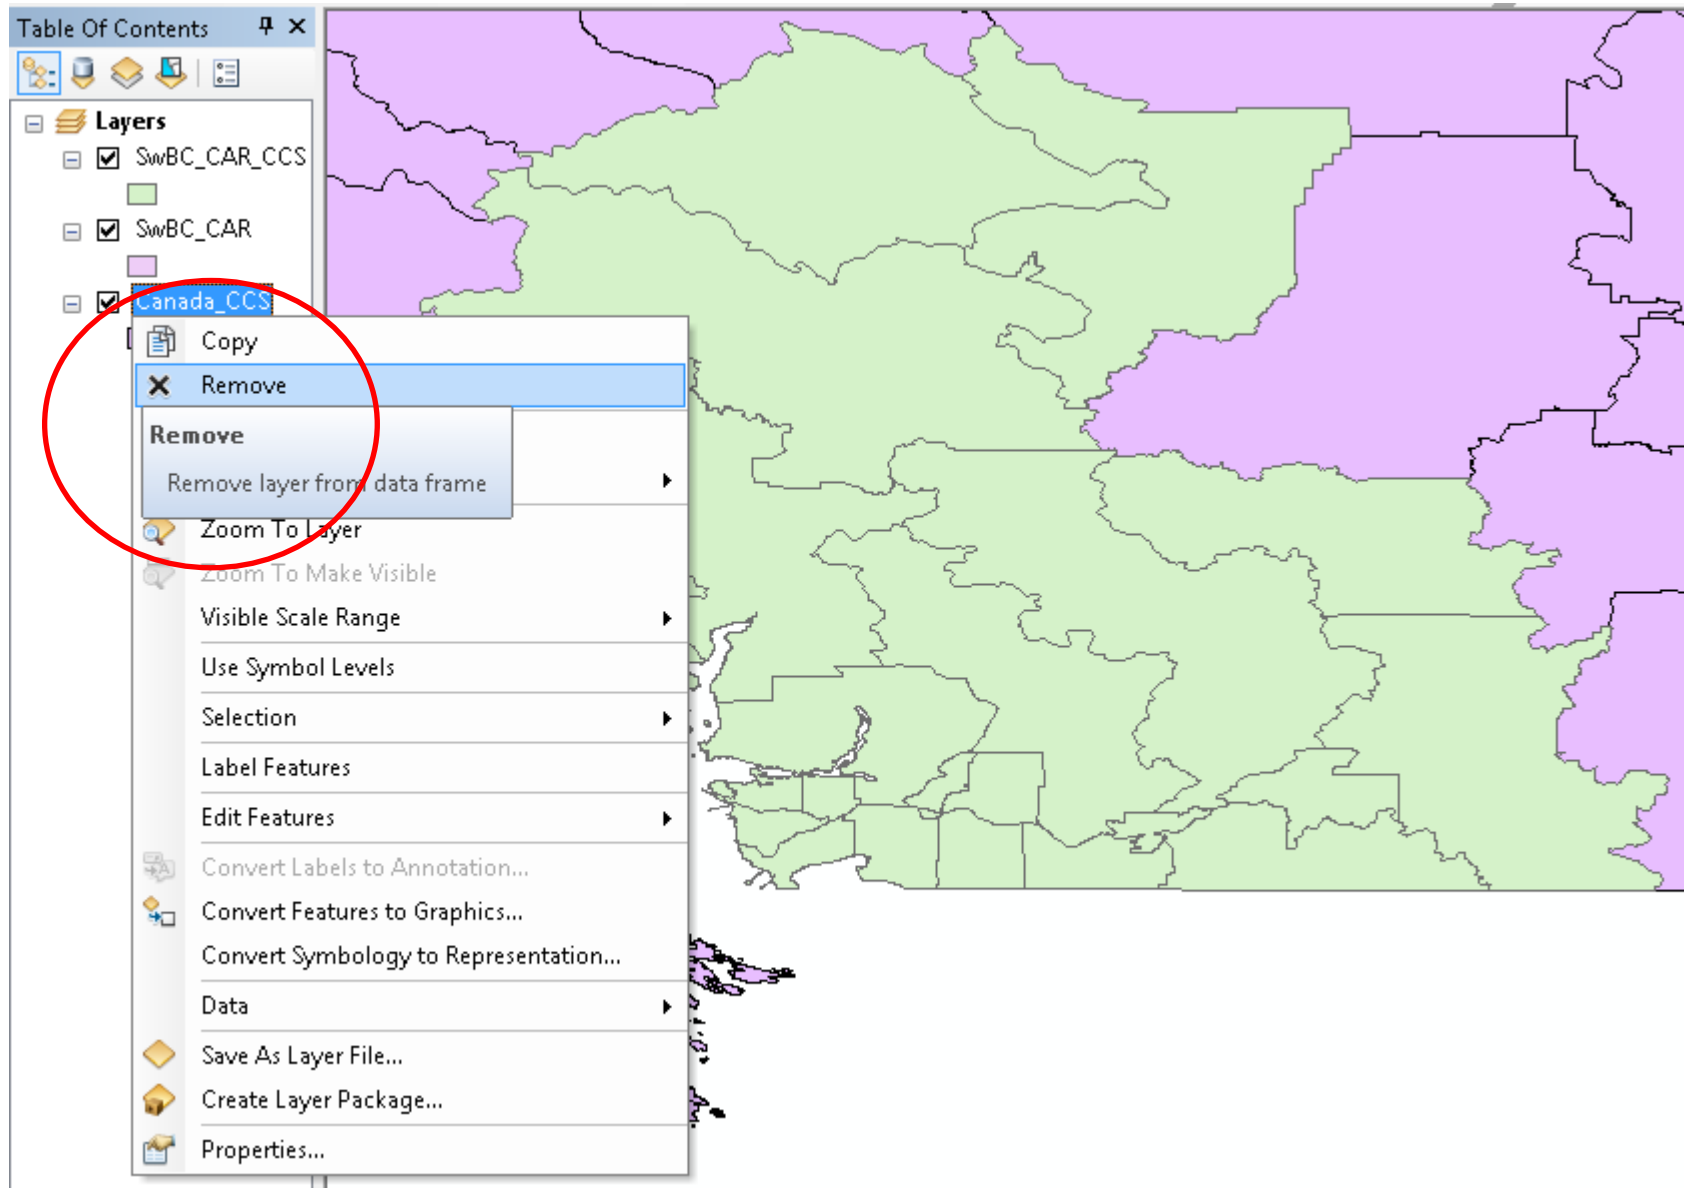 Table Of Contents
Layers
SwBC_CAR_CCS
SwBC_CAR
Canada_CCS
Copy
Remove
Remove
Remove layer from data frame
Zoom To Layer
Zoom To Make Visible
Visible Scale Range
Use Symbol Levels
Selection
Label Features
Edit Features
Convert Labels to Annotation...
Convert Features to Graphics...
Convert Symbology to Representation...
Data
Save As Layer File...
Create Layer Package...
Properties...